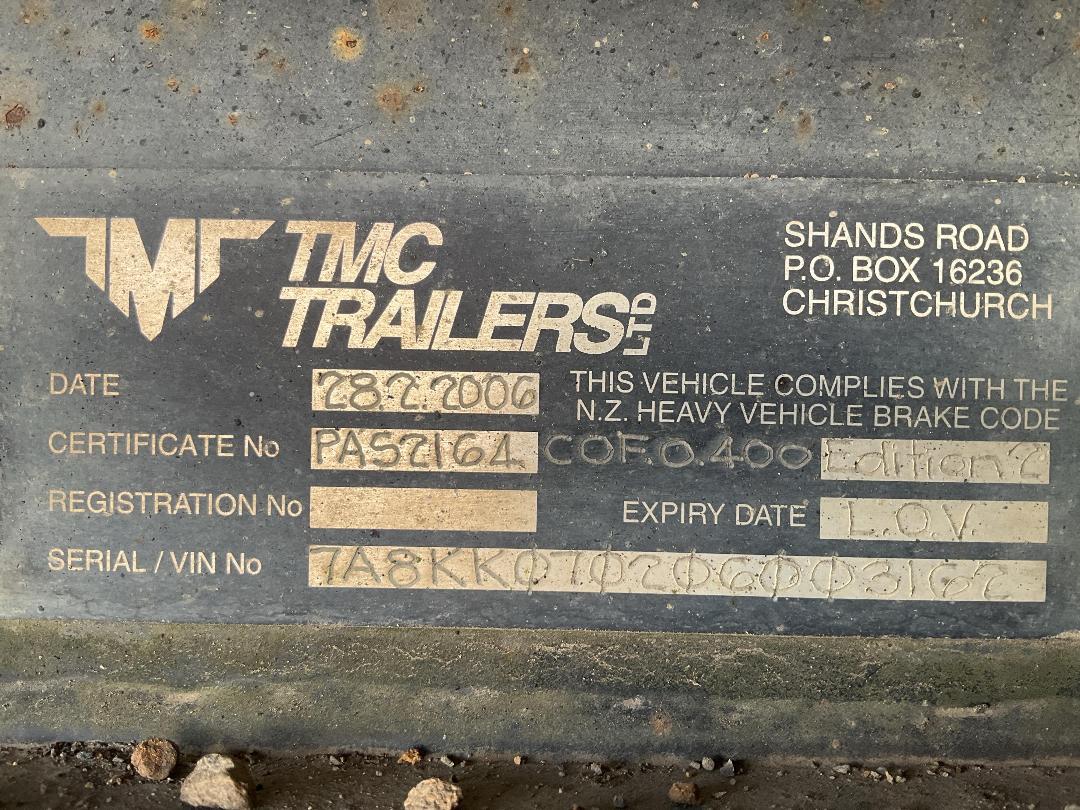 TMC
TRAILERS LTD
SHANDS ROAD
P.O. BOX 16236
CHRISTCHURCH
DATE 28.2 2006
THIS VEHICLE COMPLIES WITH THE
N.Z. HEAVY VEHICLE BRAKE CODE
CERTIFICATE No PAS2164 COF.0.400 Edition 2
REGISTRATION No
EXPIRY DATE L.O.V.
SERIAL / VIN No 7A8KK070206003162